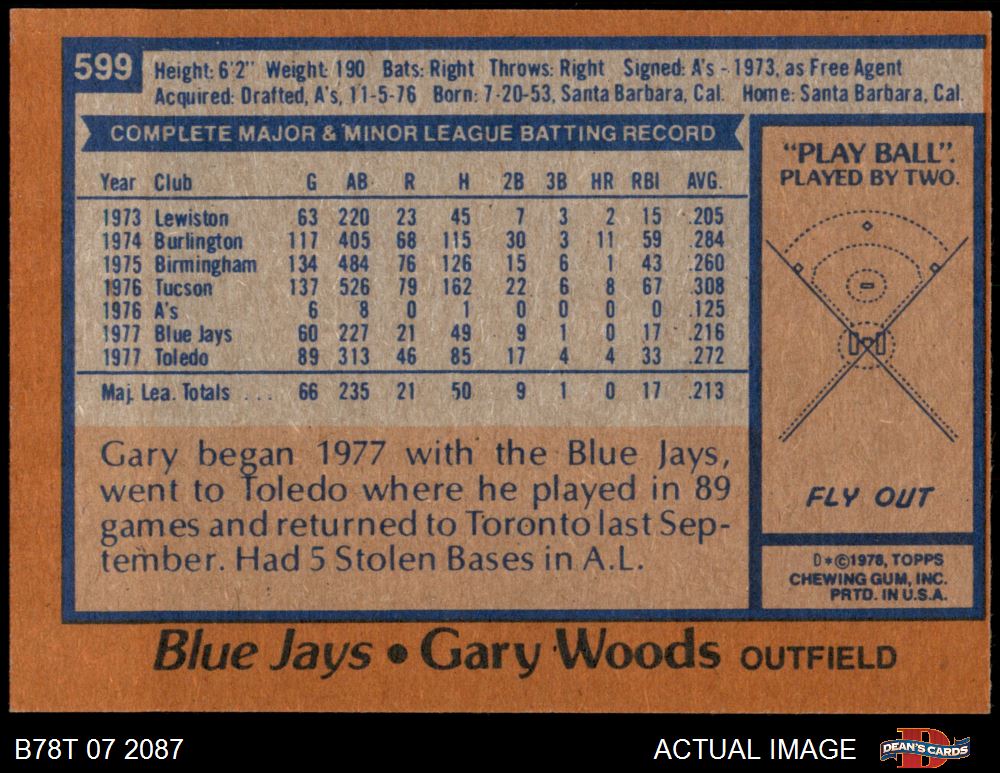 599
Height: 6'2" Weight: 190 Bats: Right Throws: Right Signed: A's - 1973, as Free Agent
Acquired: Drafted, A's, 11-5-76 Born: 7-20-53, Santa Barbara, Cal. Home: Santa Barbara, Cal.
COMPLETE MAJOR & MINOR LEAGUE BATTING RECORD
Year Club G AB R H 2B 3B HR RBI AVG.
1973 Lewiston 63 220 23 45 7 3 2 15 .205
1974 Burlington 117 405 68 115 30 3 11 59 .284
1975 Birmingham 134 484 76 126 15 6 1 43 .260
1976 Tucson 137 526 79 162 22 6 8 67 .308
1976 A's 6 8 0 1 0 0 0 0 .125
1977 Blue Jays 60 227 21 49 9 1 0 17 .216
1977 Toledo 89 313 46 85 17 4 4 33 .272
Maj. Lea. Totals . . . 66 235 21 50 9 1 0 17 .213
Gary began 1977 with the Blue Jays,
went to Toledo where he played in 89
games and returned to Toronto last Sep-
tember. Had 5 Stolen Bases in A.L.
"PLAY BALL".
PLAYED BY TWO.
FLY OUT
D*©1978, TOPPS
CHEWING GUM, INC.
PRTD. IN U.S.A.
Blue Jays • Gary Woods OUTFIELD
B78T 07 2087
ACTUAL IMAGE
DEAN'S CARDS